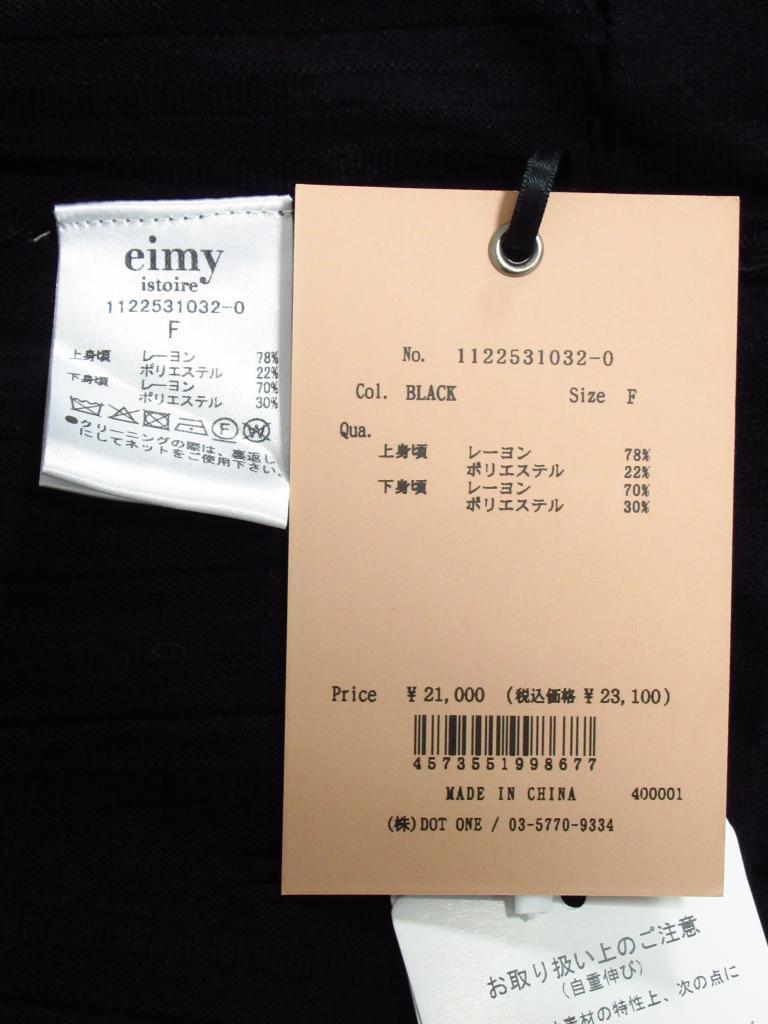 eimy
istoire
1122531032-0
F
上身頃 レーヨン 78%
ポリエステル 22%
下身頃 レーヨン 70%
ポリエステル 30%
F W
●クリーニングの際は、裏返し
にしてネットをご使用下さい。
No. 1122531032-0
Col. BLACK Size F
Qua.
上身頃 レーヨン 78%
ポリエステル 22%
下身頃 レーヨン 70%
ポリエステル 30%
Price ¥21,000 (税込価格 ¥23,100)
4573551998677
MADE IN CHINA 400001
(株)DOT ONE / 03-5770-9334
お取り扱い上のご注意
(自重伸び)
素材の特性上、次の点に